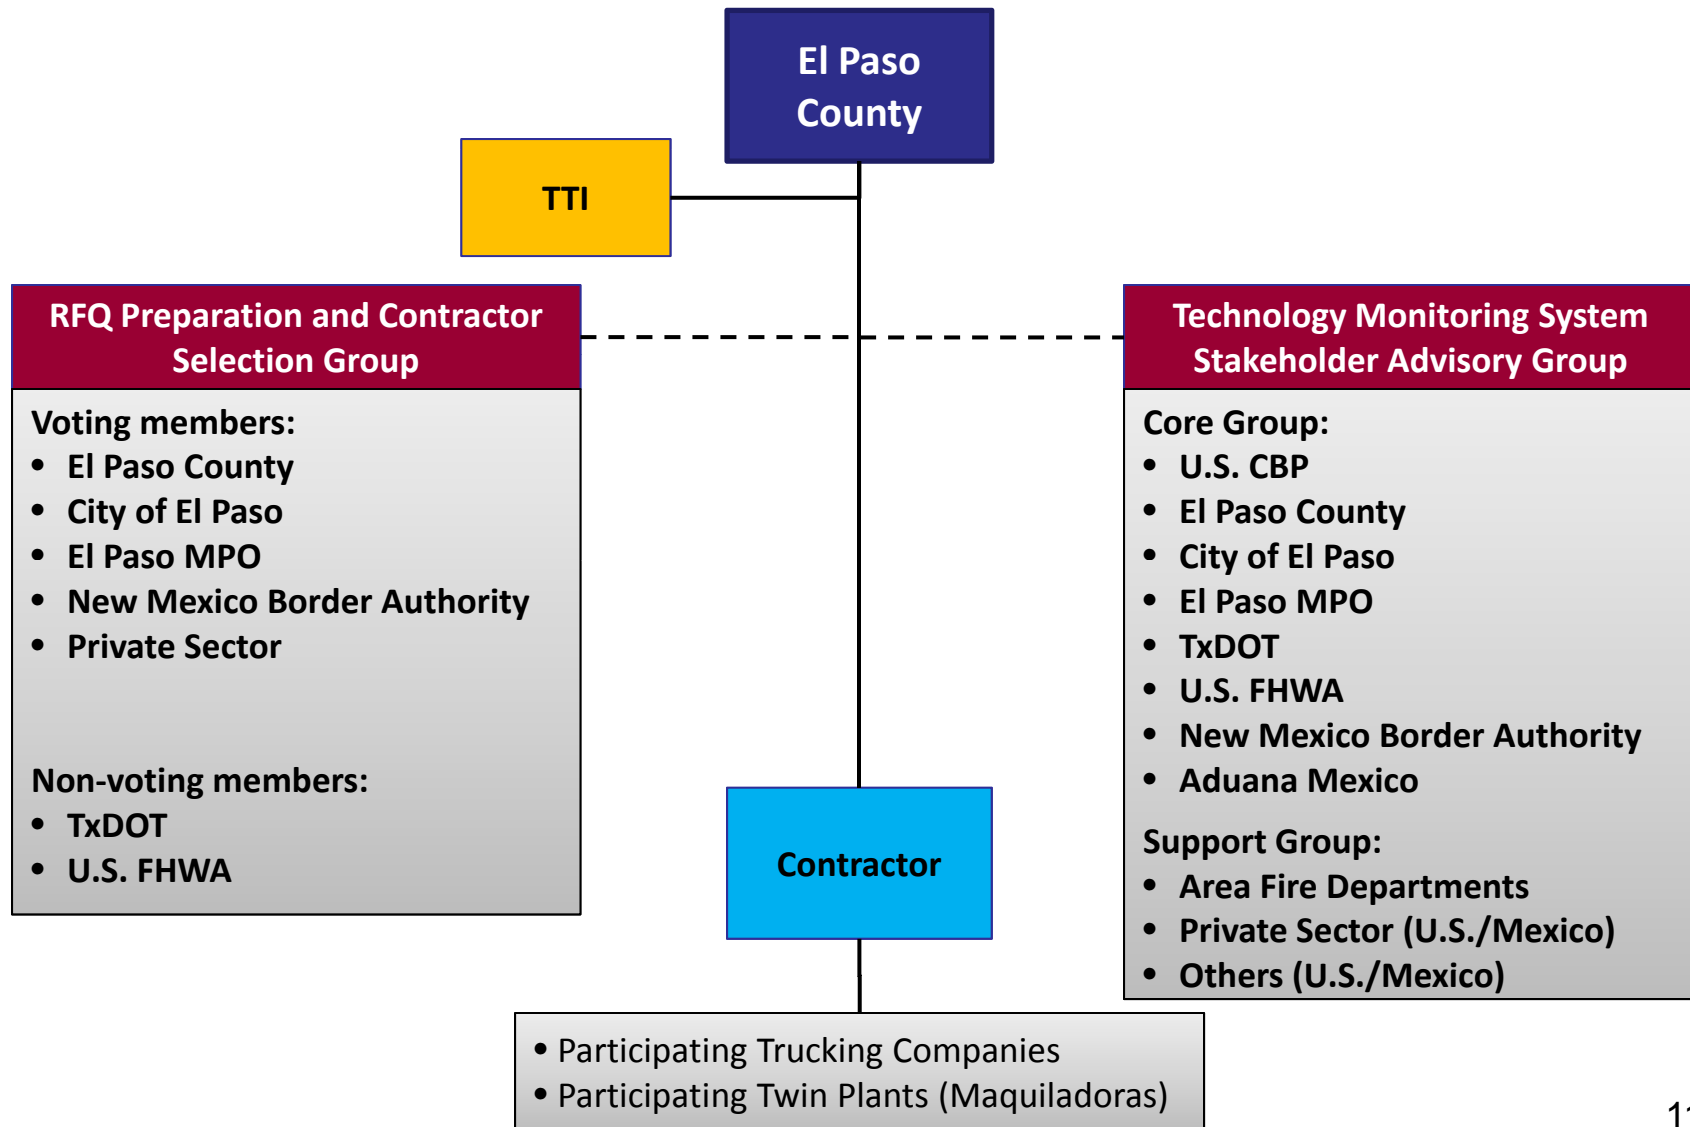 El Paso
County
TTI
RFQ Preparation and Contractor
Selection Group
Voting members:
• El Paso County
• City of El Paso
• El Paso MPO
• New Mexico Border Authority
• Private Sector
Non-voting members:
• TxDOT
• U.S. FHWA
Technology Monitoring System
Stakeholder Advisory Group
Core Group:
• U.S. CBP
• El Paso County
• City of El Paso
• El Paso MPO
• TxDOT
• U.S. FHWA
• New Mexico Border Authority
• Aduana Mexico
Support Group:
• Area Fire Departments
• Private Sector (U.S./Mexico)
• Others (U.S./Mexico)
Contractor
• Participating Trucking Companies
• Participating Twin Plants (Maquiladoras)